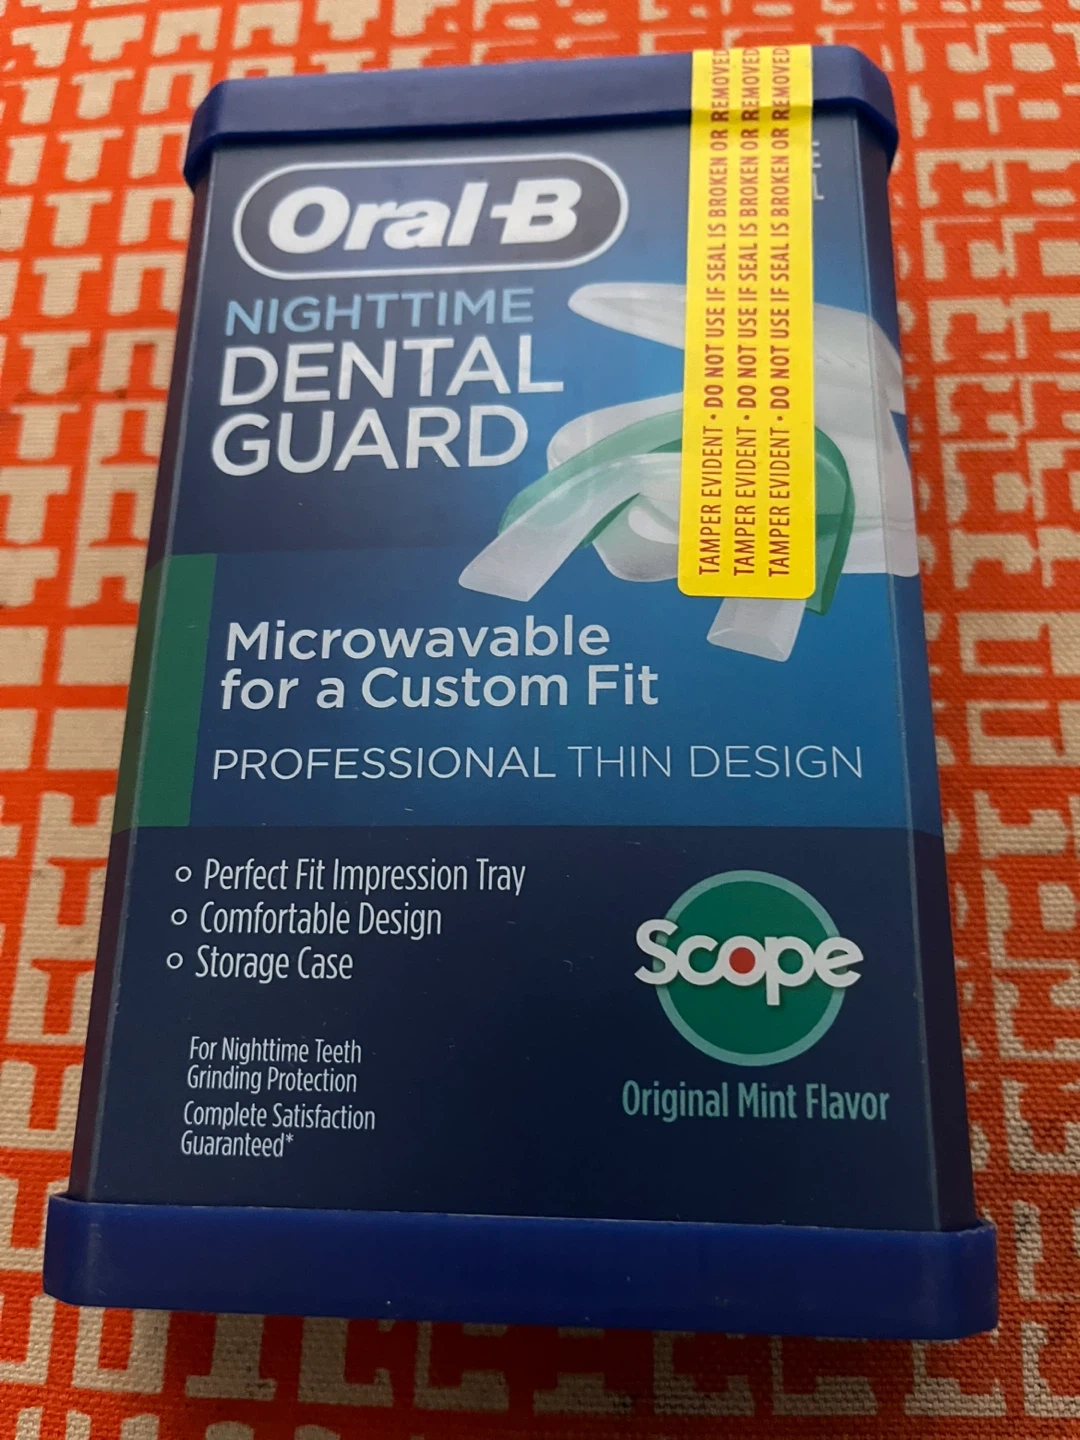 Oral-B
NIGHTTIME
DENTAL
GUARD
TAMPER EVIDENT • DO NOT USE IF SEAL IS BROKEN OR REMOVED
TAMPER EVIDENT • DO NOT USE IF SEAL IS BROKEN OR REMOVED
TAMPER EVIDENT • DO NOT USE IF SEAL IS BROKEN OR REMOVED
Microwavable
for a Custom Fit
PROFESSIONAL THIN DESIGN
Perfect Fit Impression Tray
Comfortable Design
Storage Case
Scope
Original Mint Flavor
For Nighttime Teeth
Grinding Protection
Complete Satisfaction
Guaranteed*